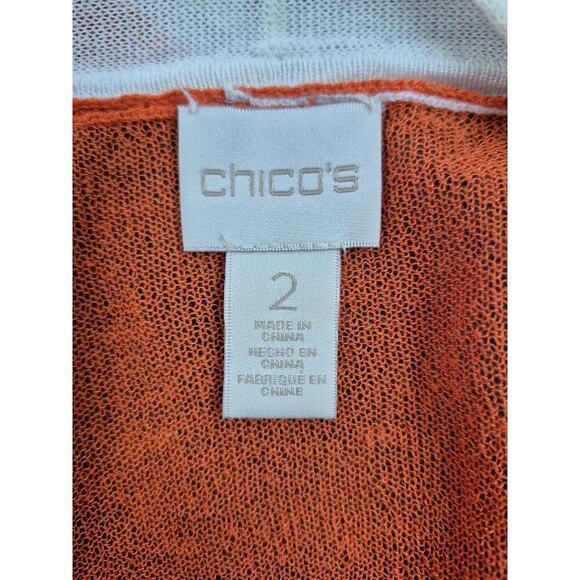 chico's
2
MADE IN
CHINA
HECHO EN
CHINA
FABRIQUÉ EN
CHINE